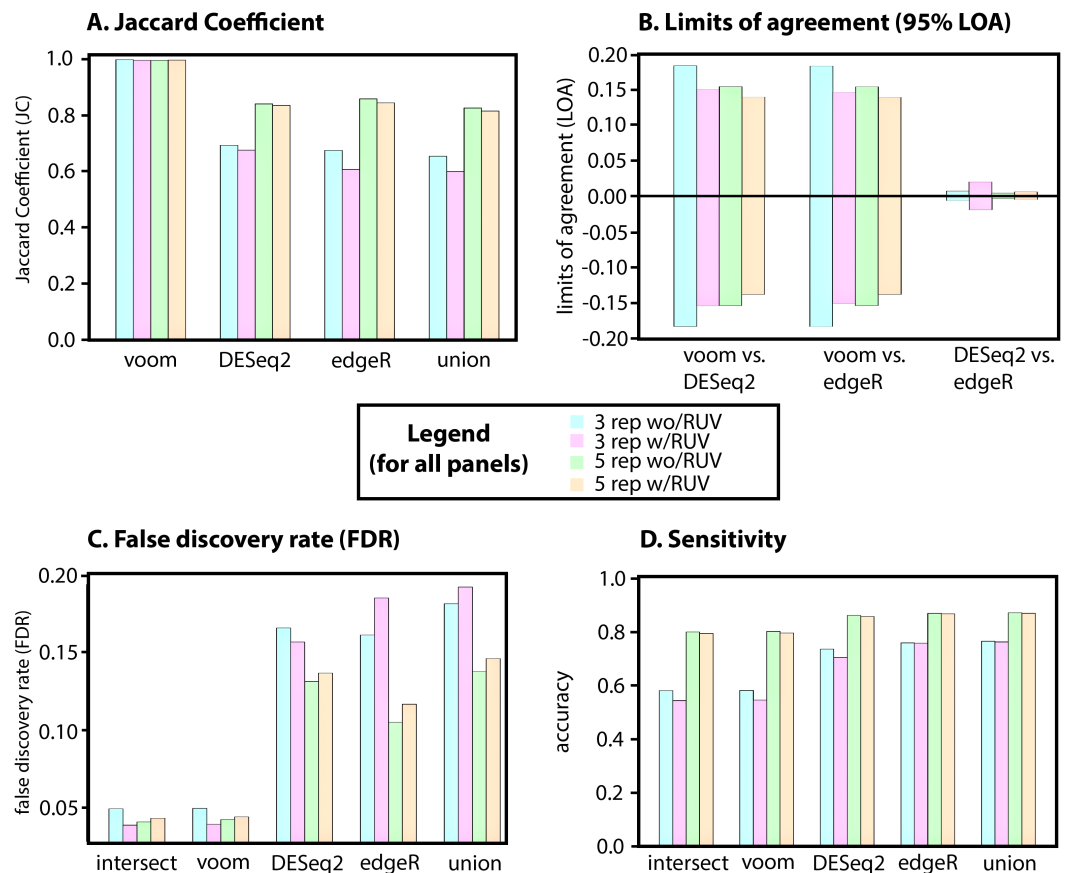 A. Jaccard Coefficient
Jaccard Coefficient (JC)
1.0
0.8
0.6
0.4
0.2
0.0
voom DESeq2 edgeR union
B. Limits of agreement (95% LOA)
limits of agreement (LOA)
0.20
0.15
0.10
0.05
0.00
-0.05
-0.10
-0.15
-0.20
voom vs. voom vs. DESeq2 vs.
DESeq2 edgeR edgeR
Legend
(for all panels)
3 rep wo/RUV
3 rep w/RUV
5 rep wo/RUV
5 rep w/RUV
C. False discovery rate (FDR)
false discovery rate (FDR)
0.20
0.15
0.10
0.05
intersect voom DESeq2 edgeR union
D. Sensitivity
accuracy
1.0
0.8
0.6
0.4
0.2
0.0
intersect voom DESeq2 edgeR union